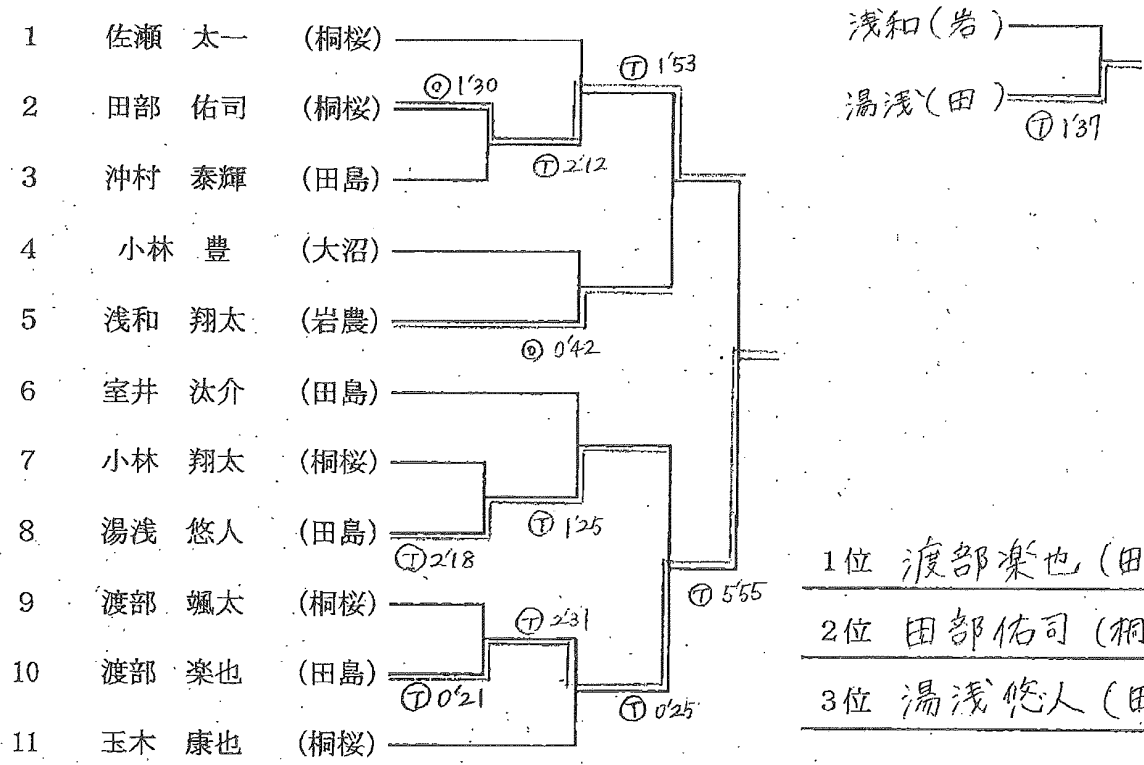 1 佐瀬 太一 (桐桜)
2 田部 佑司 (桐桜)
3 沖村 泰輝 (田島)
4 小林 豊 (大沼)
5 浅和 翔太 (岩農)
6 室井 汰介 (田島)
7 小林 翔太 (桐桜)
8 湯浅 悠人 (田島)
9 渡部 颯太 (桐桜)
10 渡部 楽也 (田島)
11 玉木 康也 (桐桜)
Ⓞ 1'30
Ⓣ 2'12
Ⓣ 1'53
Ⓞ 0'42
Ⓣ 2'18
Ⓣ 1'25
Ⓣ 0'21
Ⓣ 2'31
Ⓣ 0'25
Ⓣ 5'55
浅和(岩 )
湯浅(田 )
Ⓣ 1'37
1位 渡部楽也 (田
2位 田部佑司 (桐
3位 湯浅悠人 (田